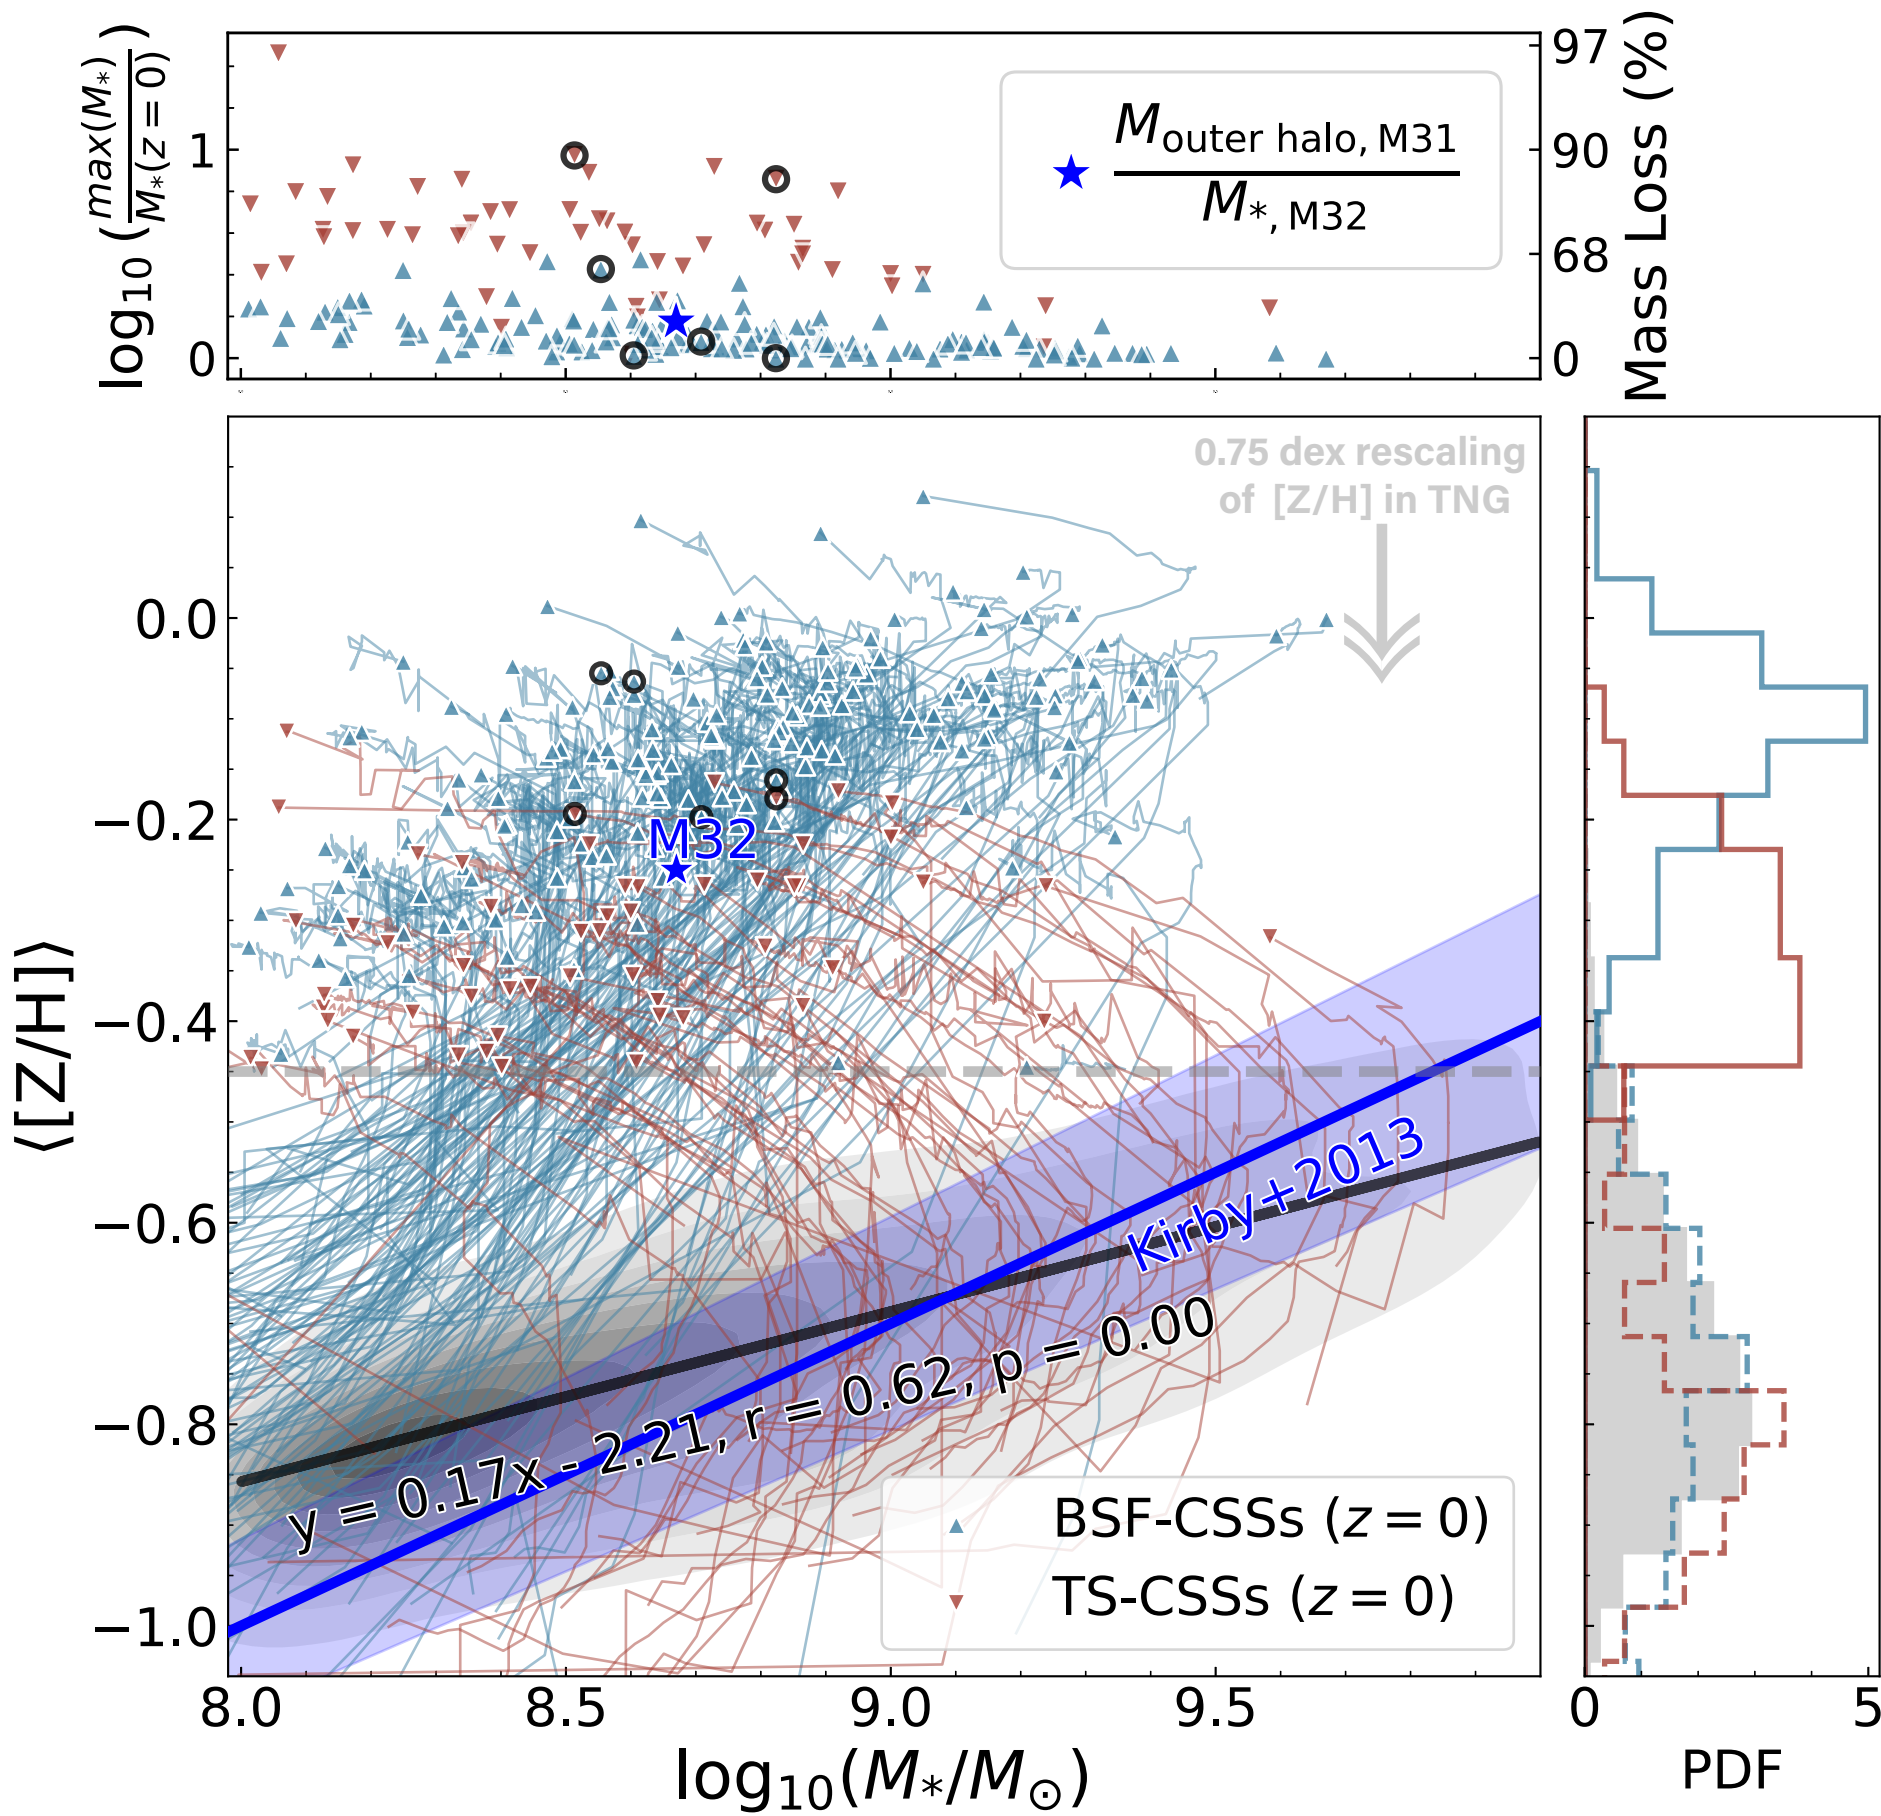 log₁₀ ( max(M*) / M*(z = 0) )
1
0
M outer halo, M31
M*, M32
97
90
68
0
Mass Loss (%)
0.75 dex rescaling
of [Z/H] in TNG
⟨[Z/H]⟩
0.0
−0.2
−0.4
−0.6
−0.8
−1.0
M32
Kirby+2013
y = 0.17x - 2.21, r = 0.62, p = 0.00
BSF-CSSs (z = 0)
TS-CSSs (z = 0)
8.0 8.5 9.0 9.5
log₁₀(M*/M⊙)
0 5
PDF